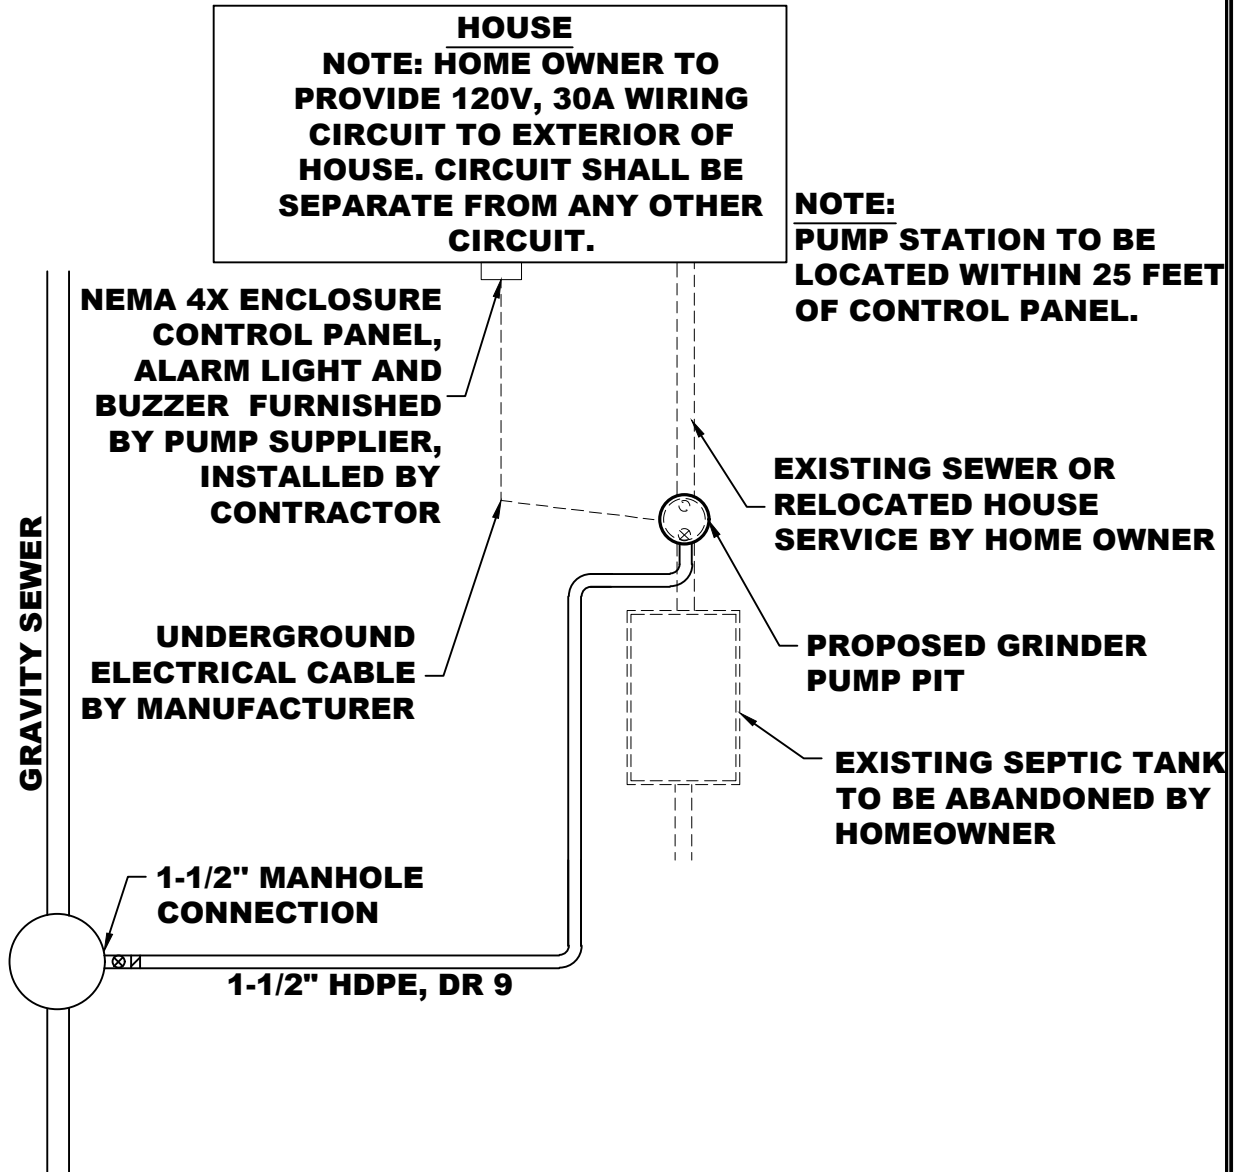 HOUSE
NOTE: HOME OWNER TO
PROVIDE 120V, 30A WIRING
CIRCUIT TO EXTERIOR OF
HOUSE. CIRCUIT SHALL BE
SEPARATE FROM ANY OTHER
CIRCUIT.
NOTE:
PUMP STATION TO BE
LOCATED WITHIN 25 FEET
OF CONTROL PANEL.
NEMA 4X ENCLOSURE
CONTROL PANEL,
ALARM LIGHT AND
BUZZER FURNISHED
BY PUMP SUPPLIER,
INSTALLED BY
CONTRACTOR
EXISTING SEWER OR
RELOCATED HOUSE
SERVICE BY HOME OWNER
GRAVITY SEWER
UNDERGROUND
ELECTRICAL CABLE
BY MANUFACTURER
PROPOSED GRINDER
PUMP PIT
EXISTING SEPTIC TANK
TO BE ABANDONED BY
HOMEOWNER
1-1/2" MANHOLE
CONNECTION
1-1/2" HDPE, DR 9